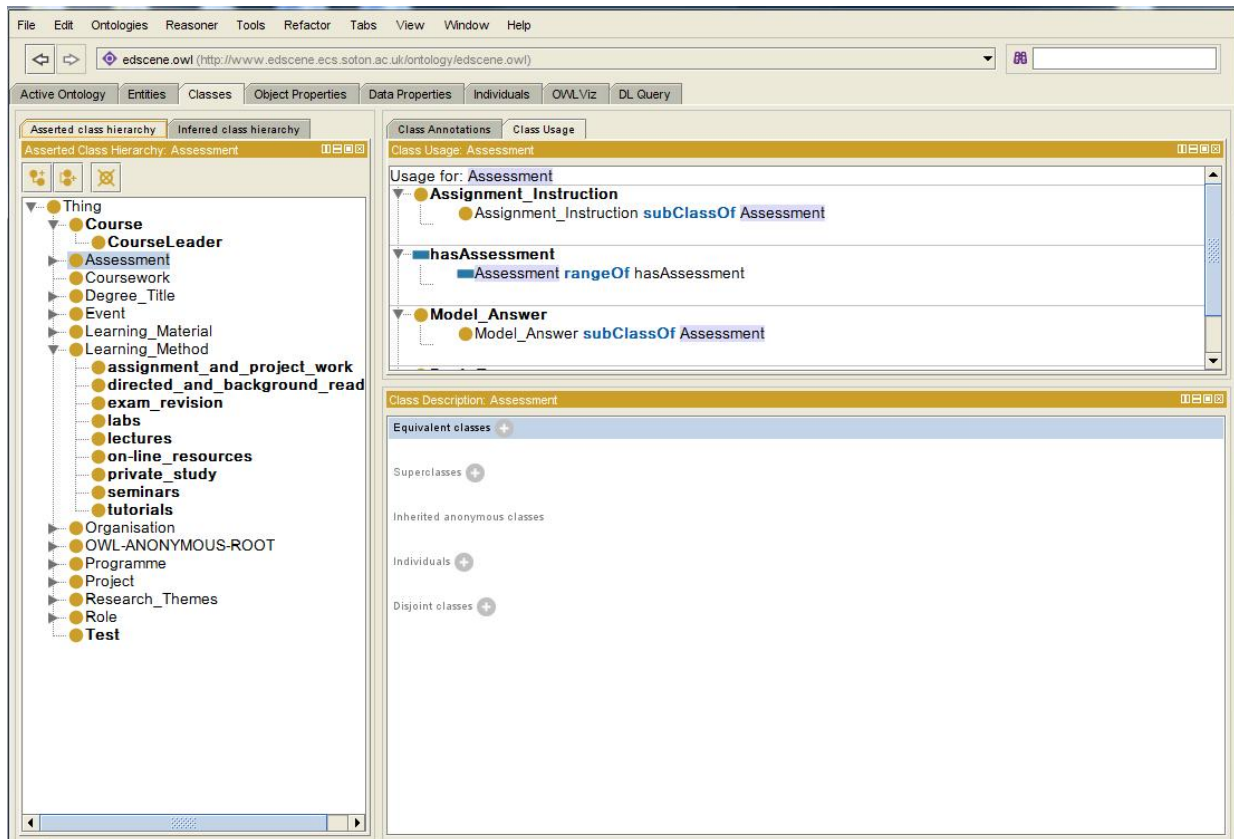 File Edit Ontologies Reasoner Tools Refactor Tabs View Window Help
edscene.owl (http://www.edscene.ecs.soton.ac.uk/ontology/edscene.owl)
Active Ontology Entities Classes Object Properties Data Properties Individuals OWLViz DL Query
Asserted class hierarchy Inferred class hierarchy
Asserted Class Hierarchy: Assessment
Thing
Course
CourseLeader
Assessment
Coursework
Degree_Title
Event
Learning_Material
Learning_Method
assignment_and_project_work
directed_and_background_read
exam_revision
labs
lectures
on-line_resources
private_study
seminars
tutorials
Organisation
OWL-ANONYMOUS-ROOT
Programme
Project
Research_Themes
Role
Test
Class Annotations Class Usage
Class Usage: Assessment
Usage for: Assessment
Assignment_Instruction
Assignment_Instruction subClassOf Assessment
hasAssessment
Assessment rangeOf hasAssessment
Model_Answer
Model_Answer subClassOf Assessment
Class Description: Assessment
Equivalent classes
Superclasses
Inherited anonymous classes
Individuals
Disjoint classes